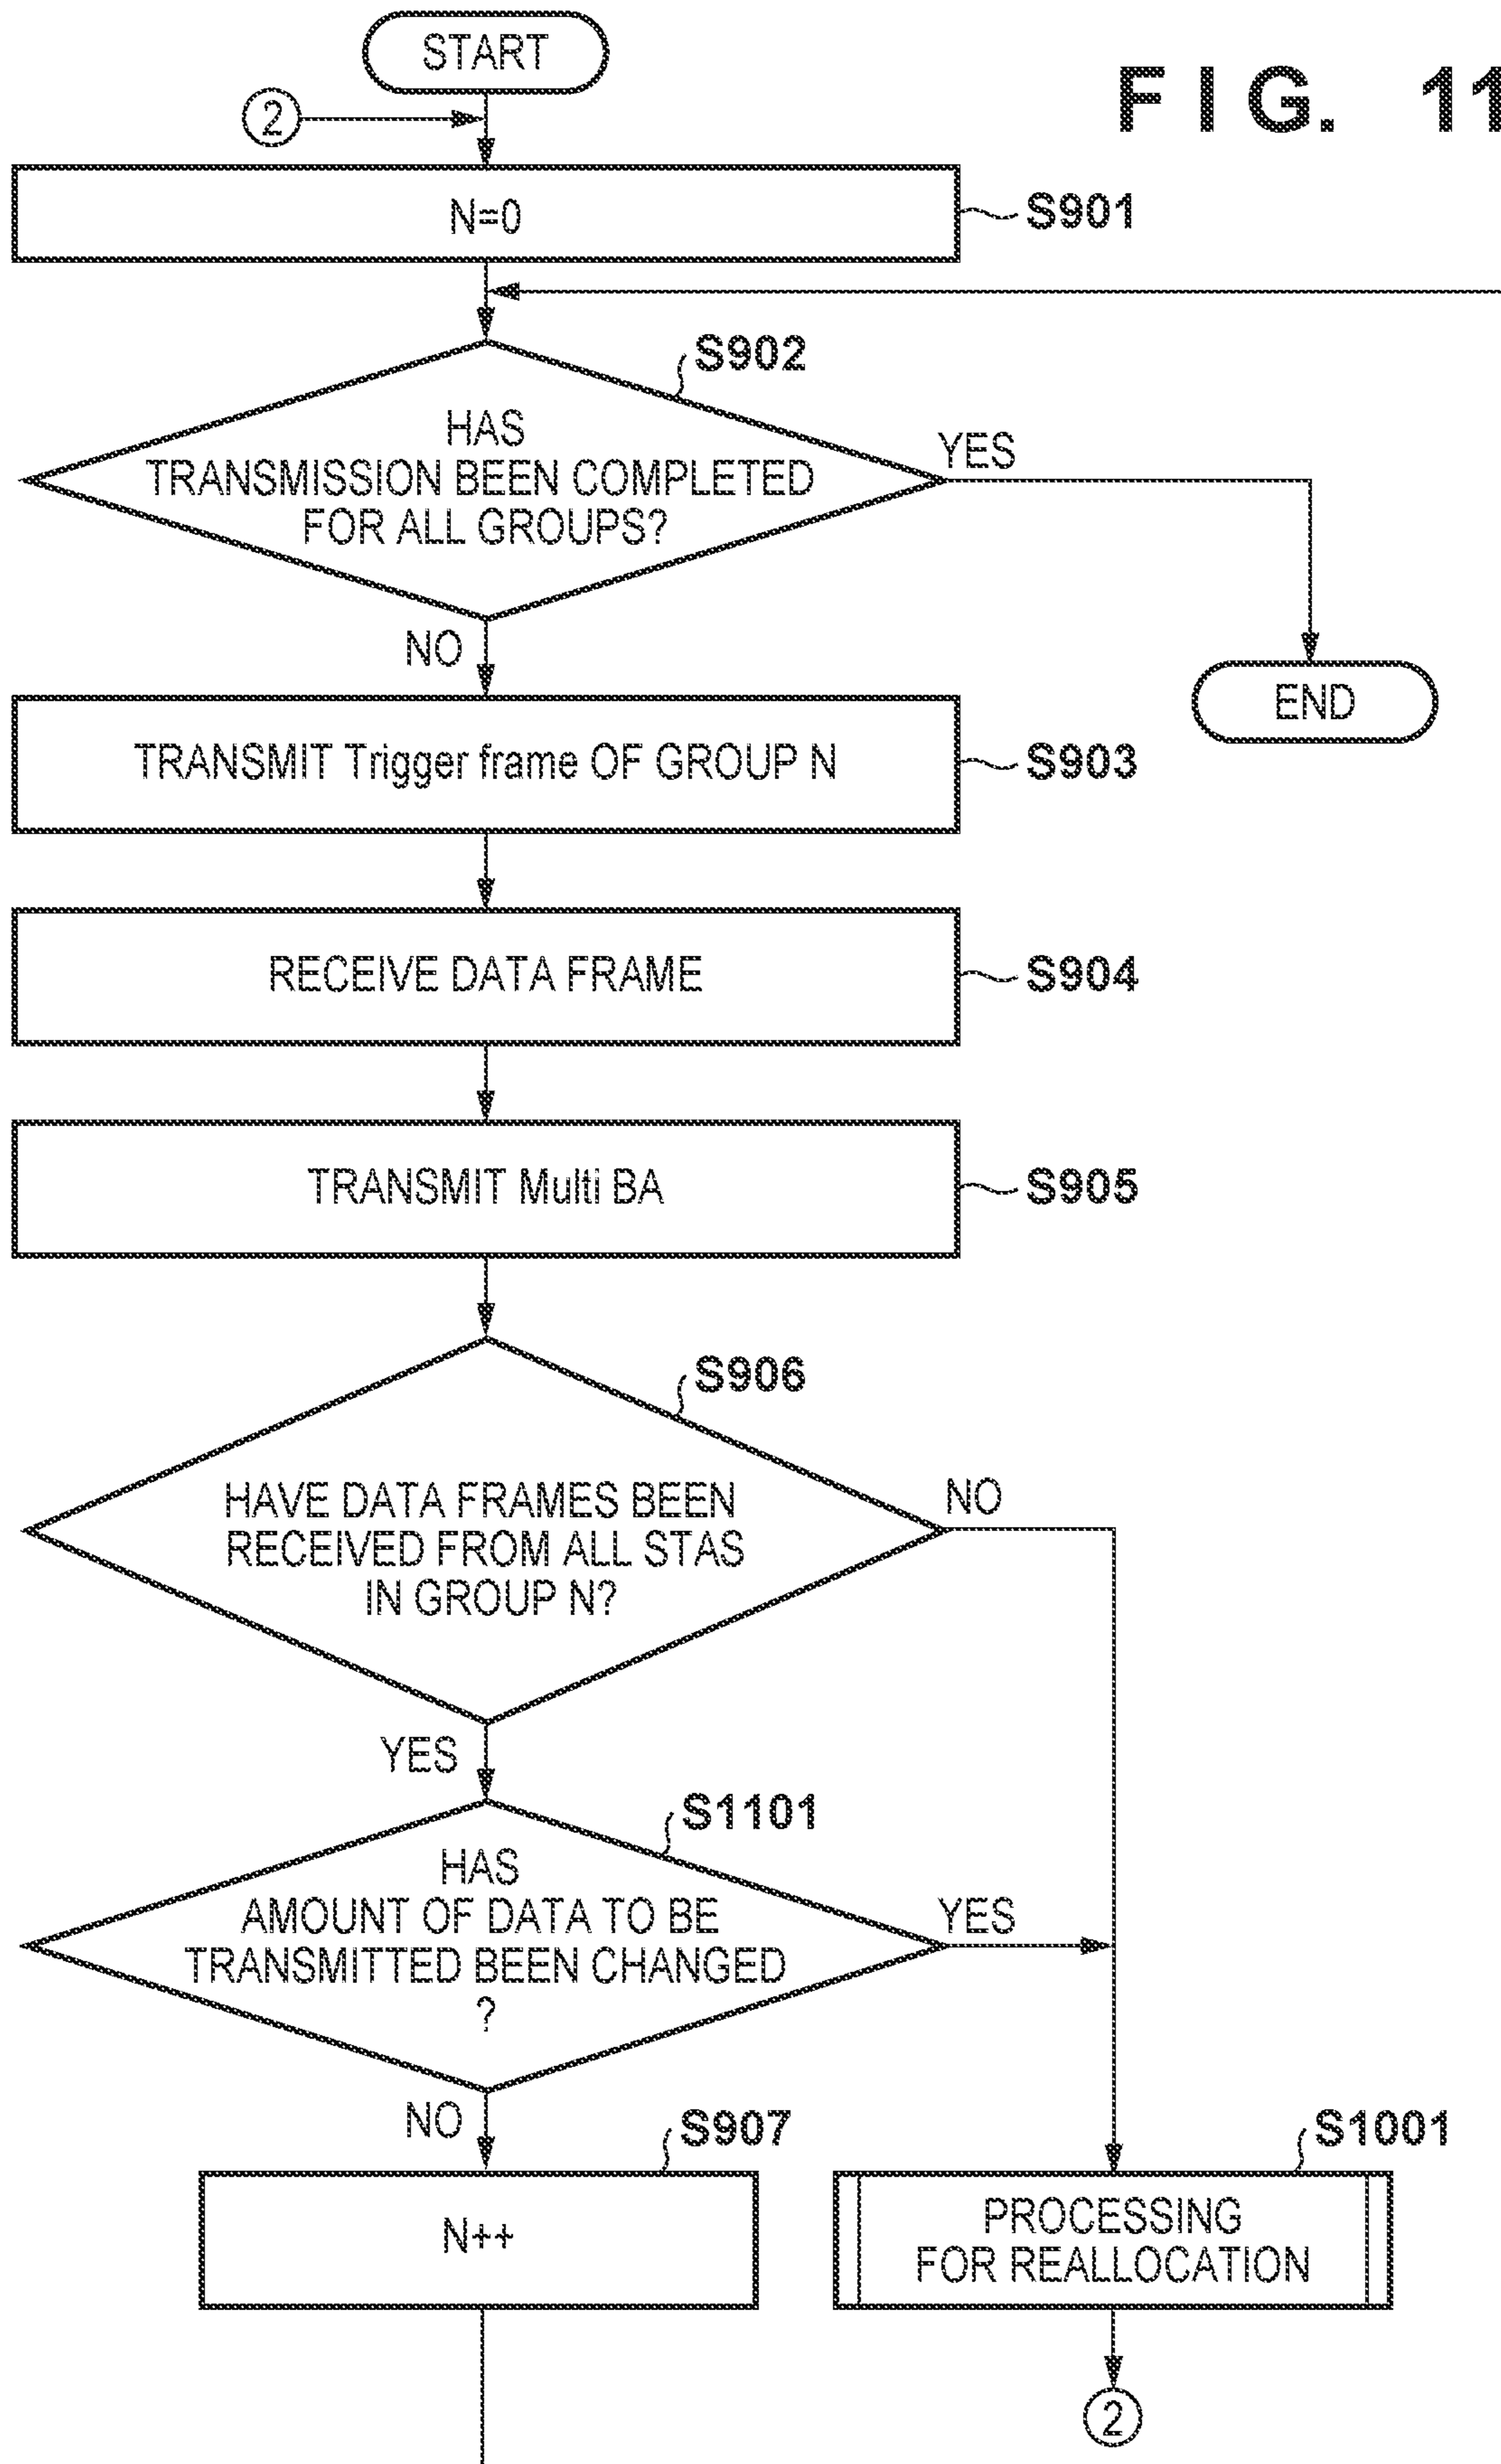 START
FIG. 11
2
N=0
S901
S902
HAS
TRANSMISSION BEEN COMPLETED
FOR ALL GROUPS?
YES
NO
END
TRANSMIT Trigger frame OF GROUP N
S903
RECEIVE DATA FRAME
S904
TRANSMIT Multi BA
S905
S906
HAVE DATA FRAMES BEEN
RECEIVED FROM ALL STAS
IN GROUP N?
NO
YES
S1101
HAS
AMOUNT OF DATA TO BE
TRANSMITTED BEEN CHANGED
?
YES
NO
S907
S1001
N++
PROCESSING
FOR REALLOCATION
2